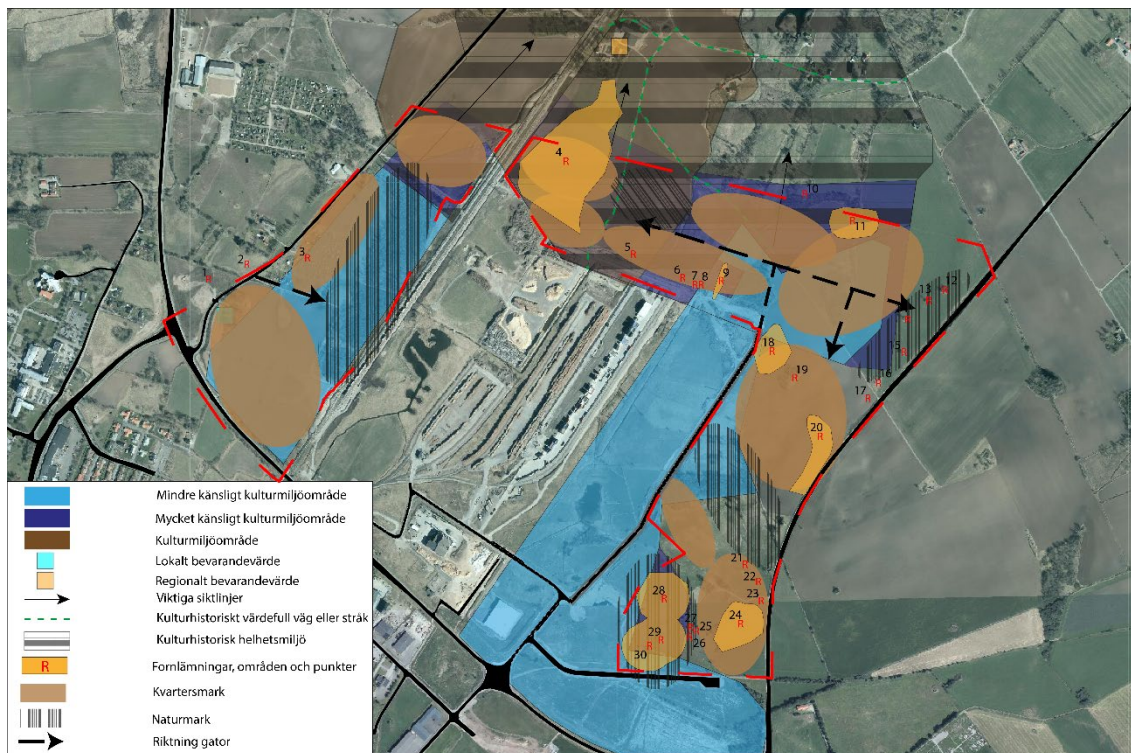 4
R
10
R
R
11
5
R
3
R
2
R
1
R
6
R
7
R
8
R
9
R
12
R
13
R
R
15
R
16
R
17
R
18
R
19
R
20
R
21
R
22
R
23
R
24
R
25
R
26
27
R
28
R
29
R
R
30
Mindre känsligt kulturmiljöområde
Mycket känsligt kulturmiljöområde
Kulturmiljöområde
Lokalt bevarandevärde
Regionalt bevarandevärde
Viktiga siktlinjer
Kulturhistoriskt värdefull väg eller stråk
Kulturhistorisk helhetsmiljö
R Fornlämningar, områden och punkter
Kvartersmark
Naturmark
Riktning gator